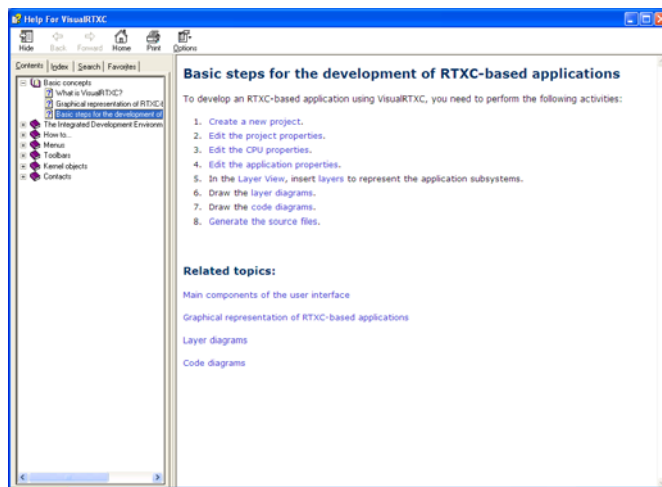 Help For VisualRTXC
Hide Back Forward Home Print Options
Contents Index Search Favorites
Basic concepts
What is VisualRTXC?
Graphical representation of RTXC-b
Basic steps for the development of
The Integrated Development Environm
How to...
Menus
Toolbars
Kernel objects
Contacts
Basic steps for the development of RTXC-based applications
To develop an RTXC-based application using VisualRTXC, you need to perform the following activities:
1. Create a new project.
2. Edit the project properties.
3. Edit the CPU properties.
4. Edit the application properties.
5. In the Layer View, insert layers to represent the application subsystems.
6. Draw the layer diagrams.
7. Draw the code diagrams.
8. Generate the source files.
Related topics:
Main components of the user interface
Graphical representation of RTXC-based applications
Layer diagrams
Code diagrams